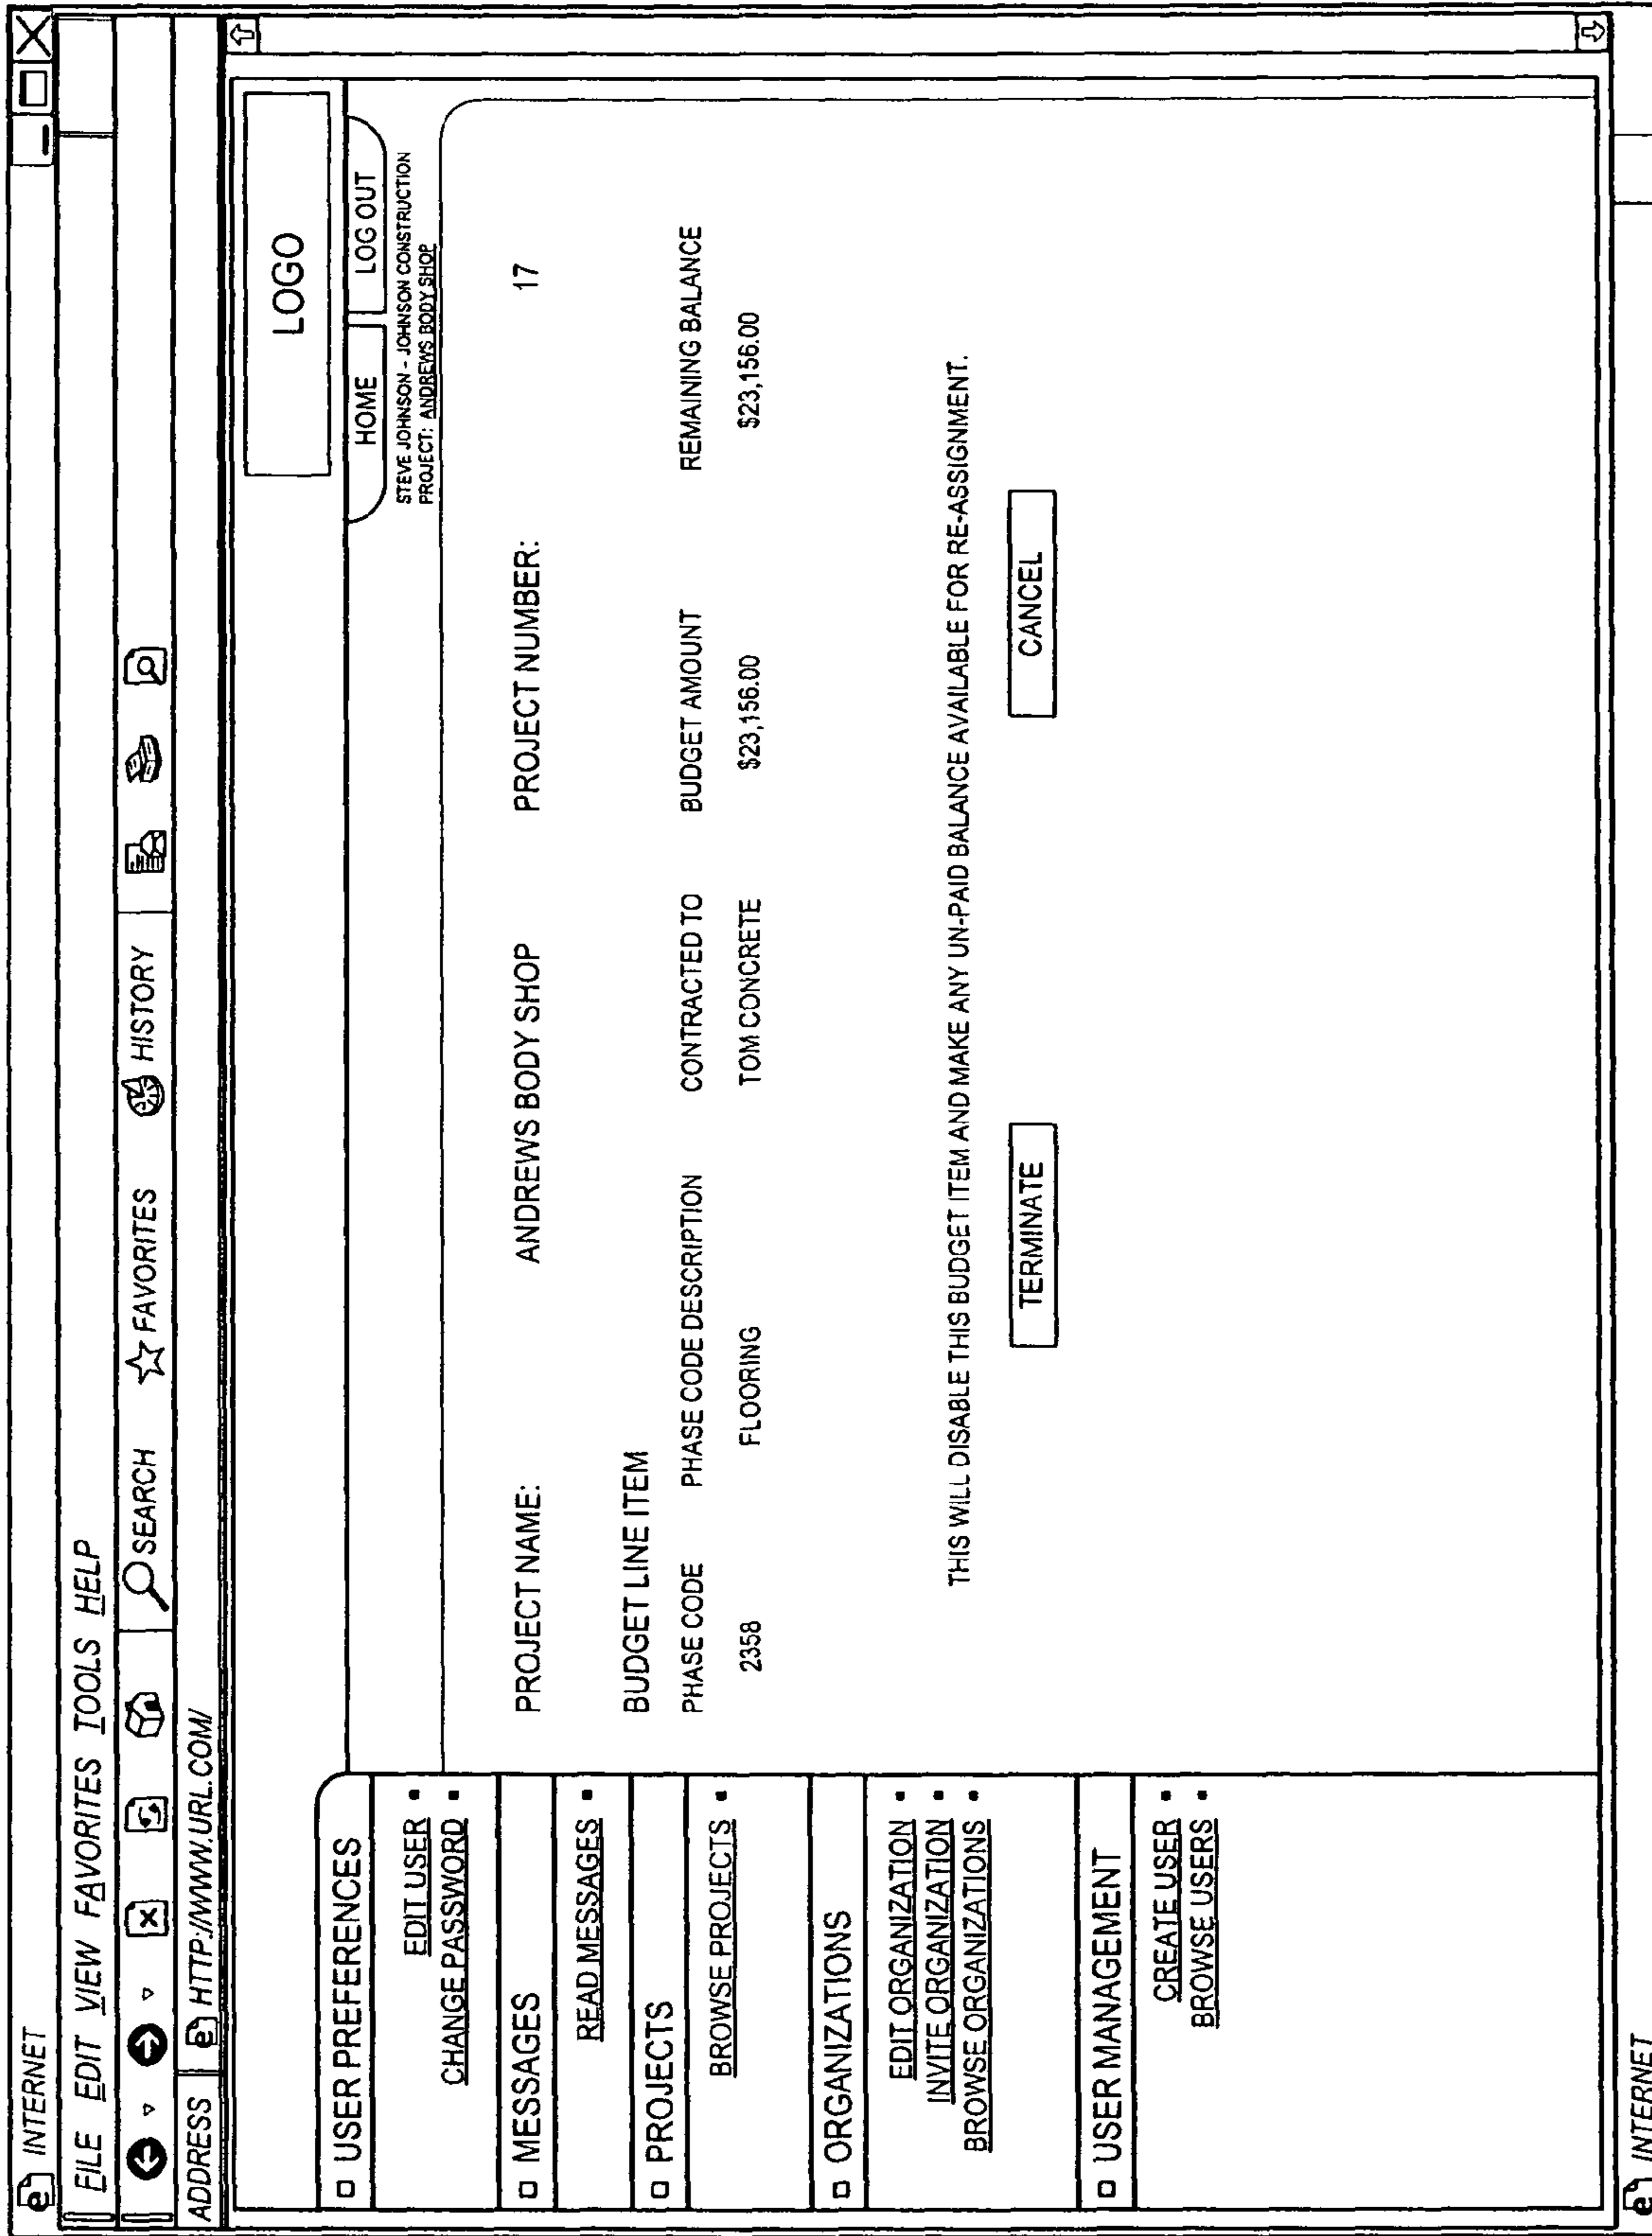 INTERNET
FILE EDIT VIEW FAVORITES TOOLS HELP
SEARCH FAVORITES HISTORY
ADDRESS HTTP://WWW.URL.COM/
LOGO
HOME LOG OUT
STEVE JOHNSON - JOHNSON CONSTRUCTION
PROJECT: ANDREWS BODY SHOP
USER PREFERENCES
EDIT USER
CHANGE PASSWORD
MESSAGES
READ MESSAGES
PROJECTS
BROWSE PROJECTS
ORGANIZATIONS
EDIT ORGANIZATION
INVITE ORGANIZATION
BROWSE ORGANIZATIONS
USER MANAGEMENT
CREATE USER
BROWSE USERS
PROJECT NAME: ANDREWS BODY SHOP PROJECT NUMBER: 17
BUDGET LINE ITEM
PHASE CODE PHASE CODE DESCRIPTION CONTRACTED TO BUDGET AMOUNT REMAINING BALANCE
2358 FLOORING TOM CONCRETE $23,156.00 $23,156.00
THIS WILL DISABLE THIS BUDGET ITEM AND MAKE ANY UN-PAID BALANCE AVAILABLE FOR RE-ASSIGNMENT.
TERMINATE CANCEL
INTERNET